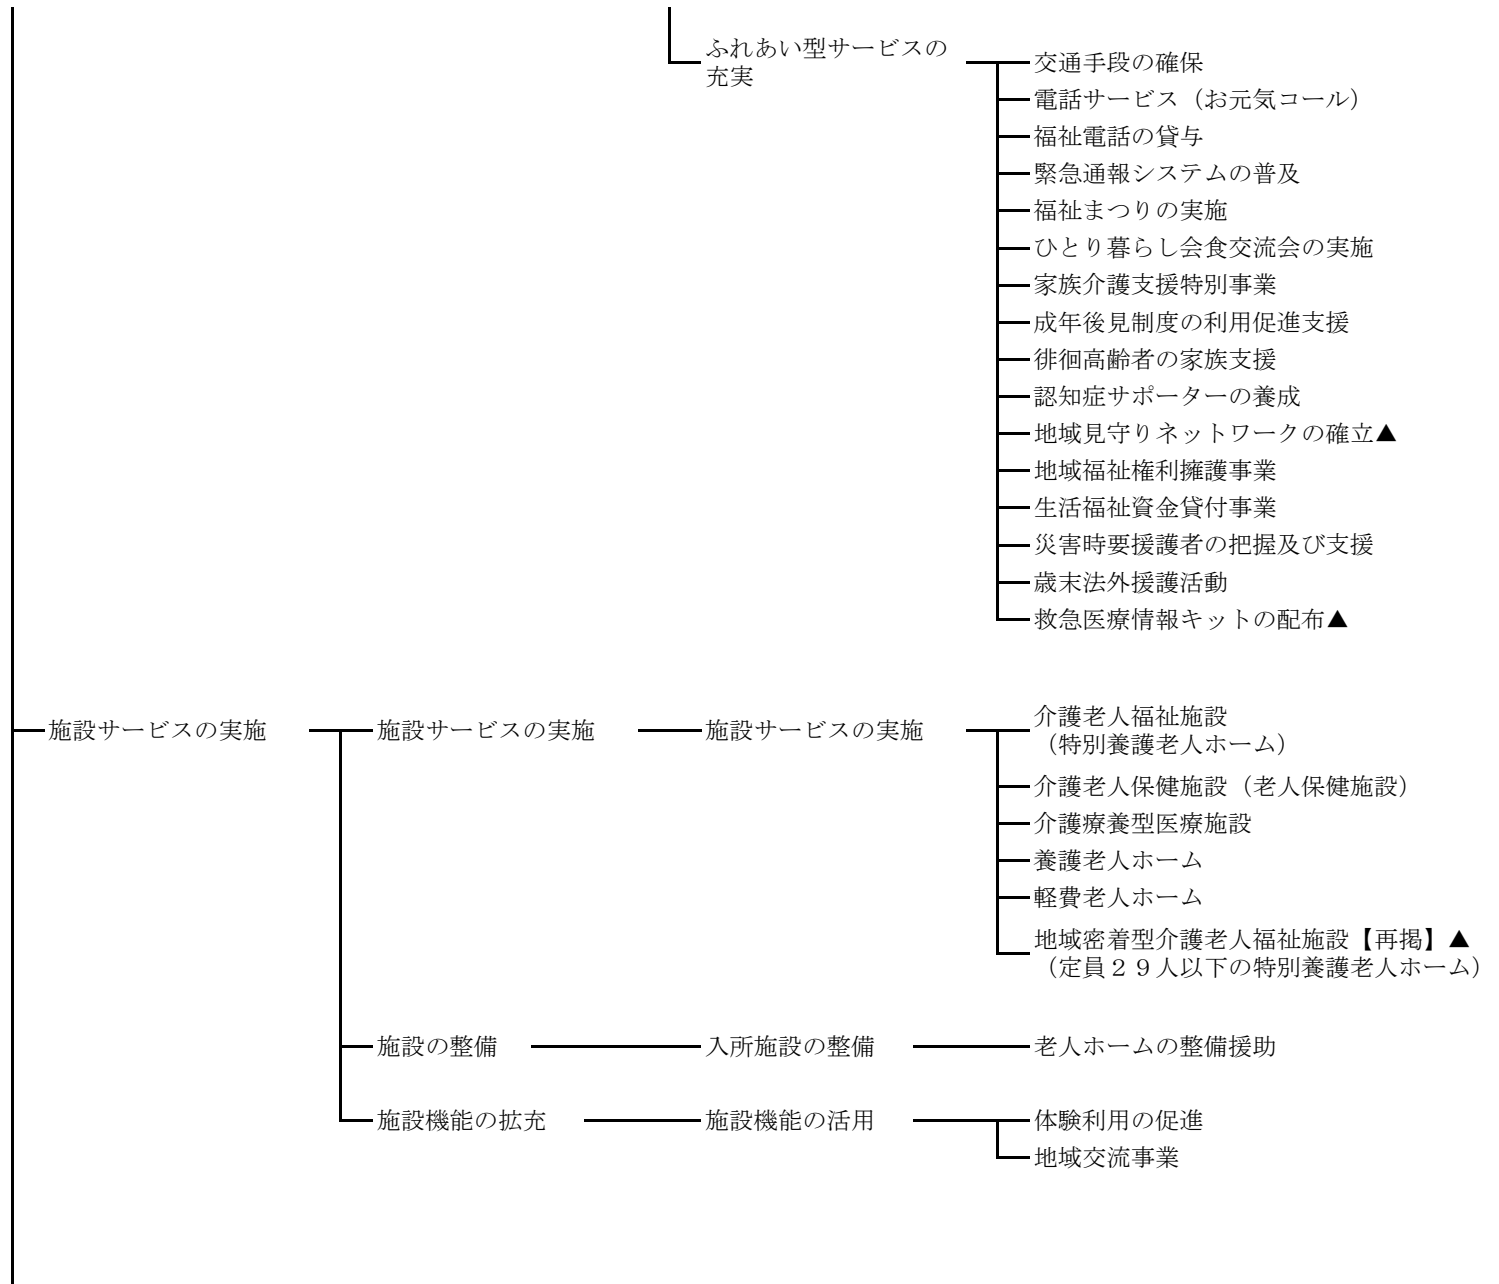 ふれあい型サービスの
充実
交通手段の確保
電話サービス（お元気コール）
福祉電話の貸与
緊急通報システムの普及
福祉まつりの実施
ひとり暮らし会食交流会の実施
家族介護支援特別事業
成年後見制度の利用促進支援
徘徊高齢者の家族支援
認知症サポーターの養成
地域見守りネットワークの確立▲
地域福祉権利擁護事業
生活福祉資金貸付事業
災害時要援護者の把握及び支援
歳末法外援護活動
救急医療情報キットの配布▲
施設サービスの実施
施設サービスの実施
施設サービスの実施
介護老人福祉施設
（特別養護老人ホーム）
介護老人保健施設（老人保健施設）
介護療養型医療施設
養護老人ホーム
軽費老人ホーム
地域密着型介護老人福祉施設【再掲】▲
（定員２９人以下の特別養護老人ホーム）
施設の整備
入所施設の整備
老人ホームの整備援助
施設機能の拡充
施設機能の活用
体験利用の促進
地域交流事業